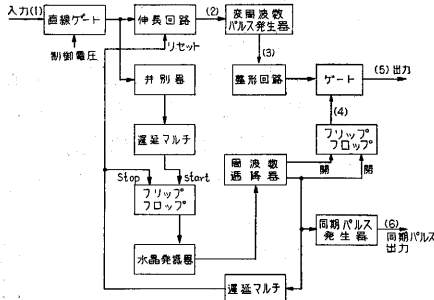 入力(1)
直線ゲート
制御電圧
伸長回路
リセット
(2)
変周波数
パルス発生器
(3)
整形回路
ゲート
(5)出力
(4)
弁別器
遅延マルチ
Stop
start
フリップ
フロップ
水晶発振器
周波数
逓降器
フリップ
フロップ
開
閉
同期パルス
発生器
(6)
同期パルス
出力
遅延マルチ